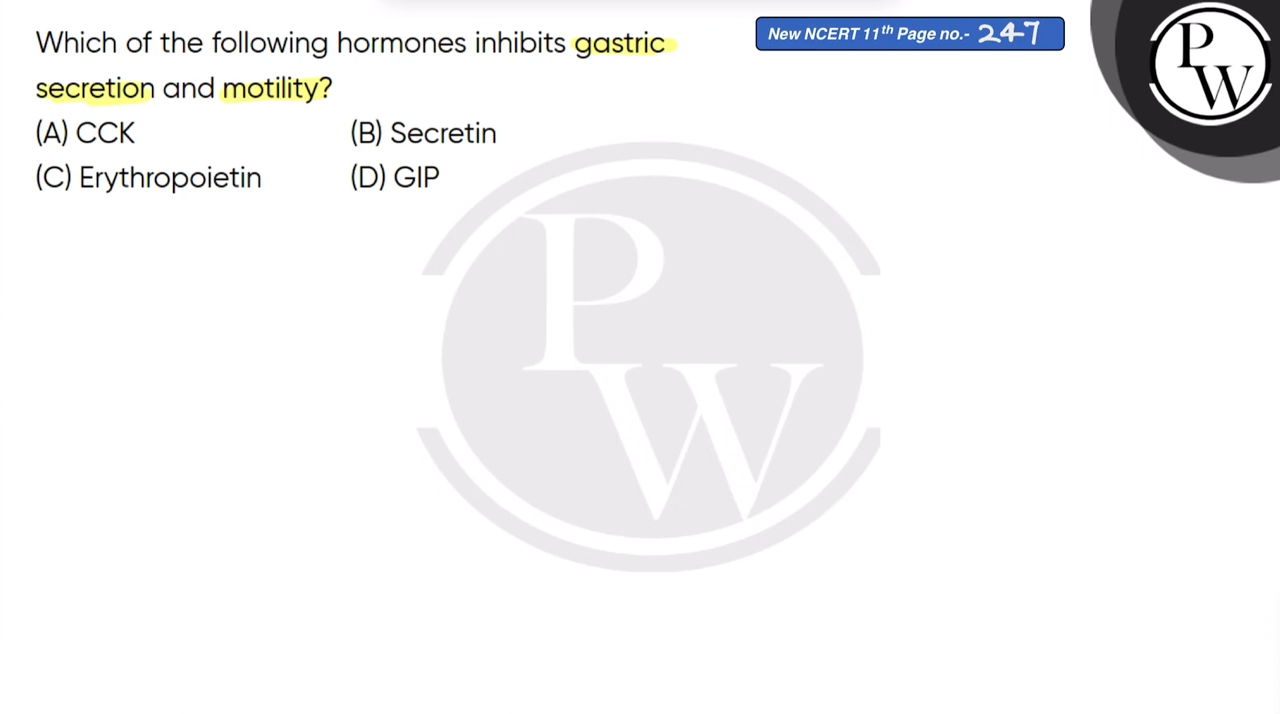 Which of the following hormones inhibits gastric
secretion and motility?
(A) CCK (B) Secretin
(C) Erythropoietin (D) GIP
New NCERT 11th Page no.- 247
P
W
P
W